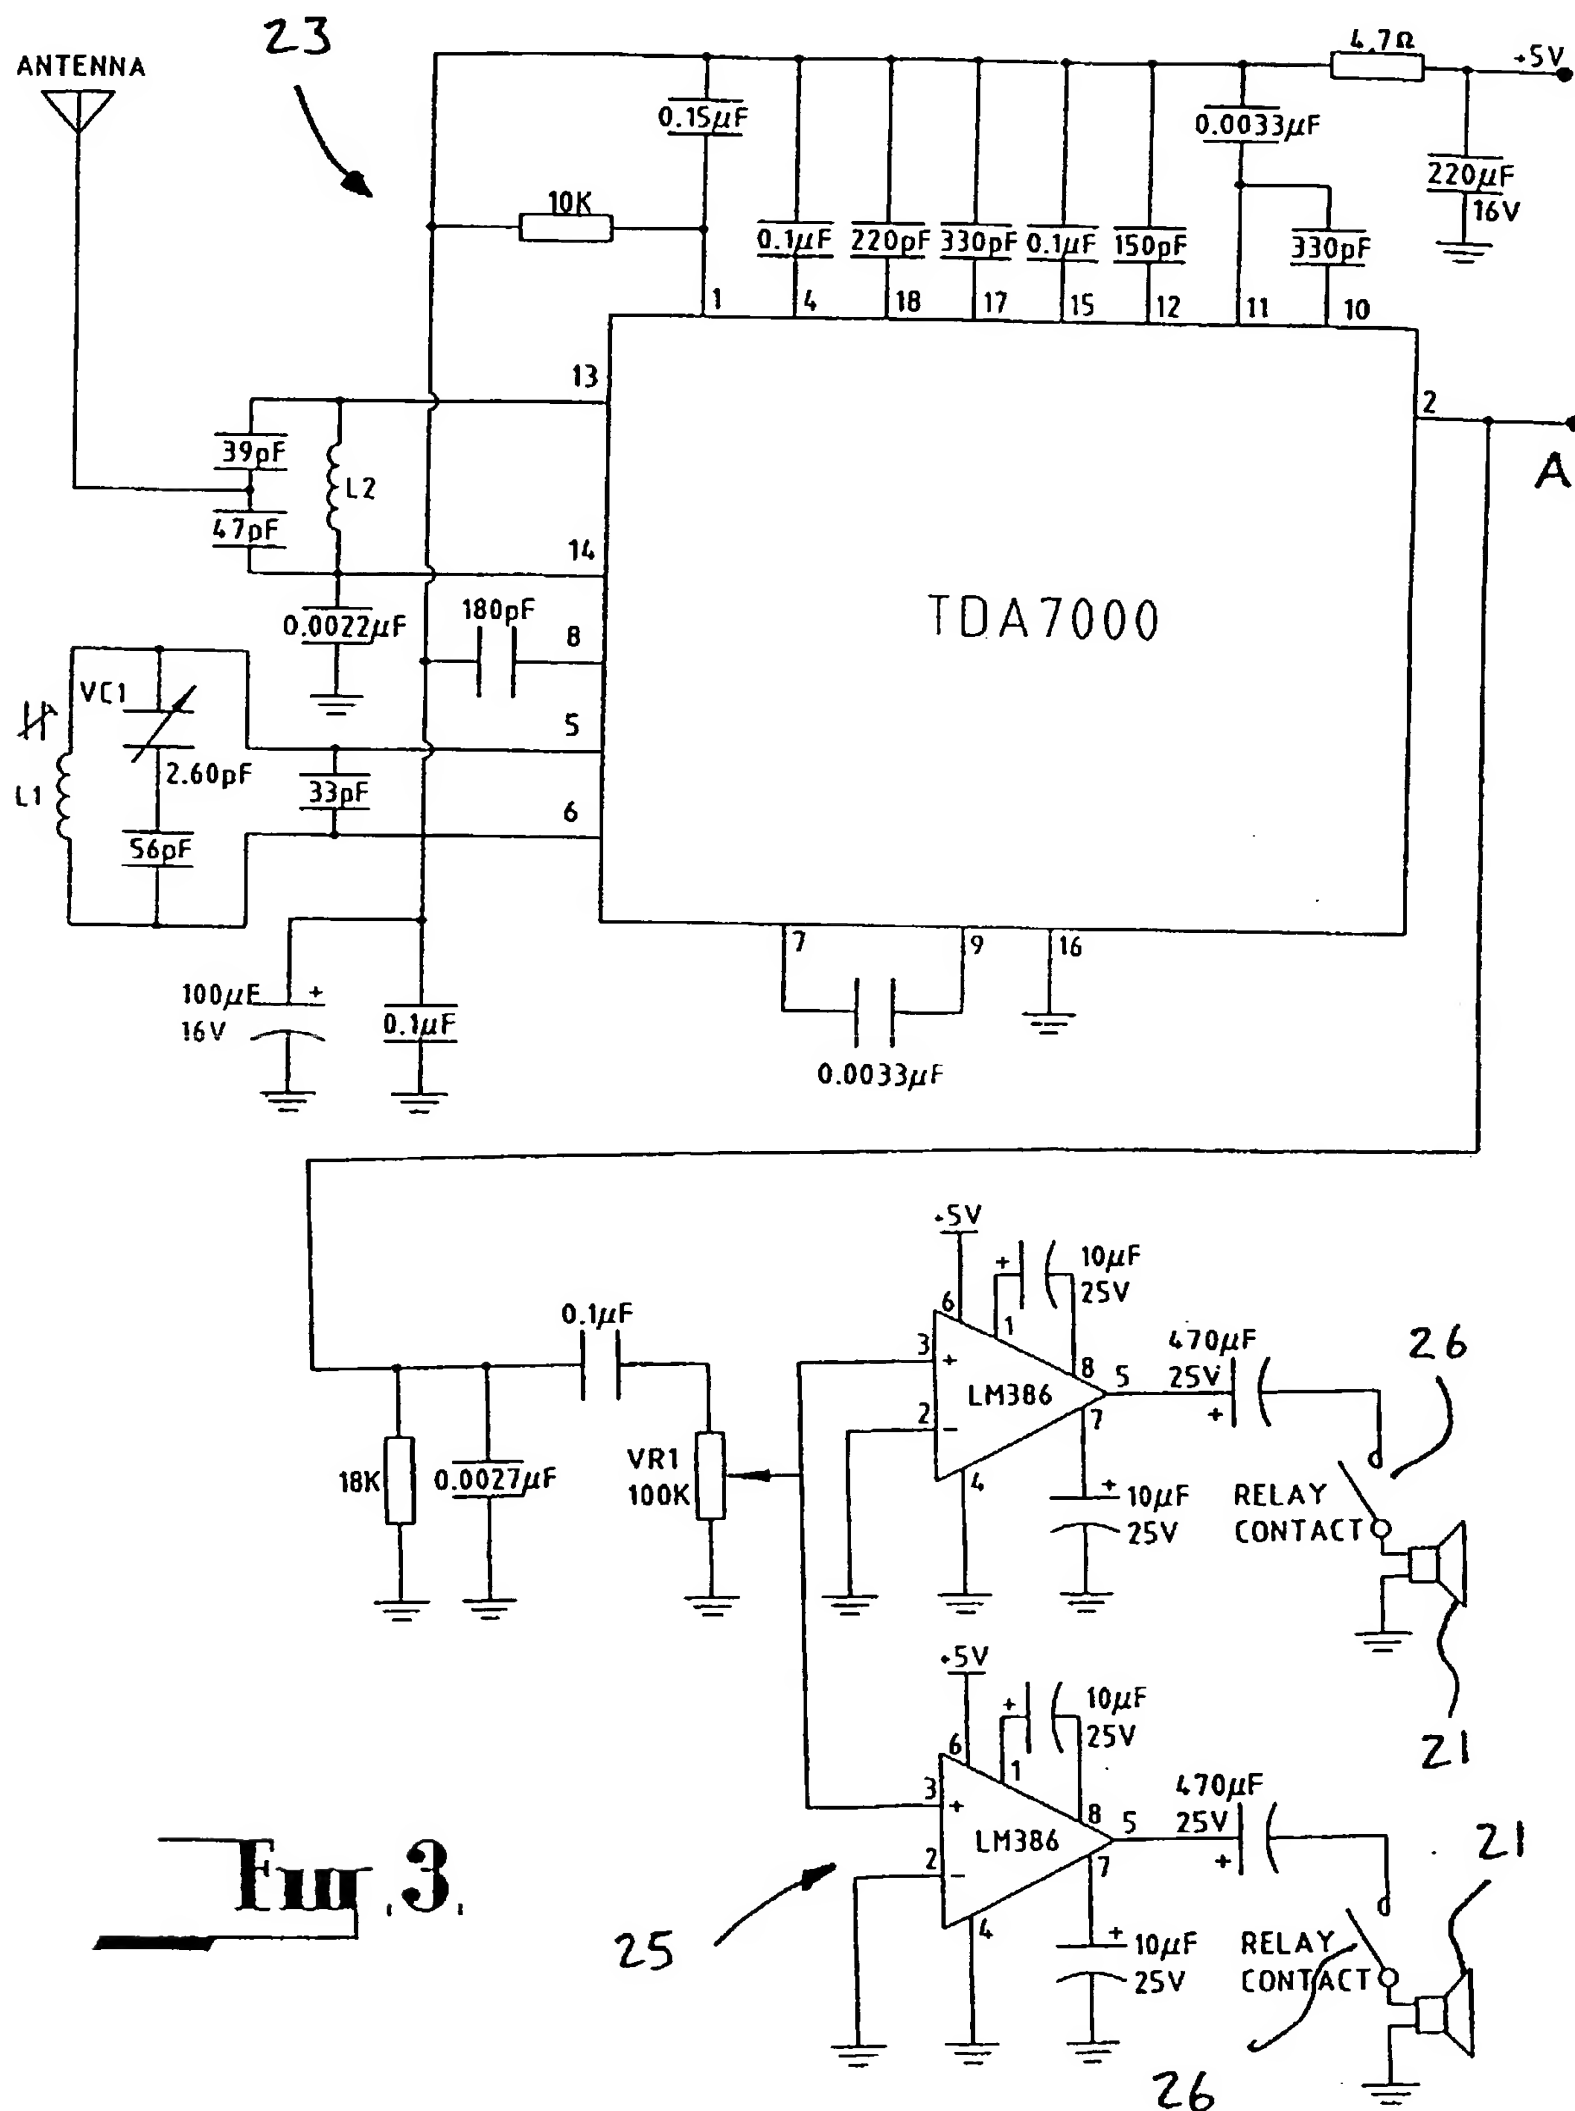 23
ANTENNA
4.7Ω
+5V
0.15µF
0.0033µF
220µF
16V
10K
0.1µF
220pF
330pF
0.1µF
150pF
330pF
1
4
18
17
15
12
11
10
13
2
39pF
L2
A
47pF
14
TDA7000
180pF
0.0022µF
8
VC1
5
2.60pF
L1
33pF
6
56pF
7
9
16
100µF
+
16V
0.1µF
0.0033µF
+5V
+
10µF
25V
6
1
0.1µF
3
+
8
5
470µF
25V
+
26
LM386
2
-
7
VR1
100K
18K
0.0027µF
4
+
10µF
25V
RELAY
CONTACT
21
+5V
+
10µF
25V
6
1
3
+
8
5
470µF
25V
+
21
LM386
2
-
7
Fig.3.
4
25
+
10µF
25V
RELAY
CONTACT
26